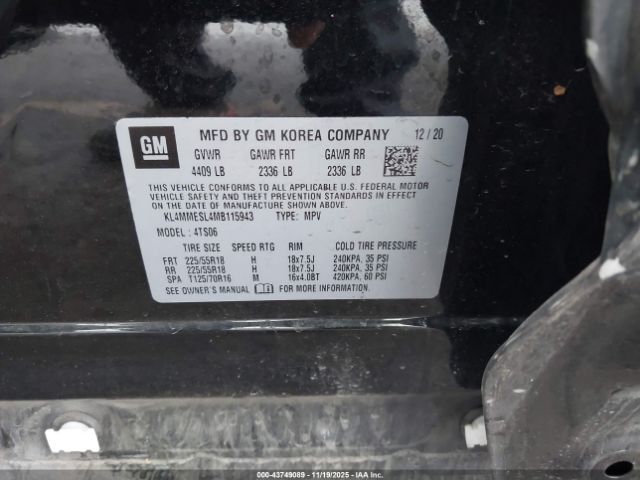 GM
MFD BY GM KOREA COMPANY 12 / 20
GVWR GAWR FRT GAWR RR
4409 LB 2336 LB 2336 LB
THIS VEHICLE CONFORMS TO ALL APPLICABLE U.S. FEDERAL MOTOR
VEHICLE SAFETY AND THEFT PREVENTION STANDARDS IN EFFECT
ON THE DATE OF MANUFACTURE SHOWN ABOVE.
KL4MMESL4MB115943 TYPE: MPV
MODEL : 4TS06
TIRE SIZE SPEED RTG RIM COLD TIRE PRESSURE
FRT 225/55R18 H 18x7.5J 240KPA, 35 PSI
RR 225/55R18 H 18x7.5J 240KPA, 35 PSI
SPA T125/70R16 M 16x4.0BT 420KPA, 60 PSI
SEE OWNER'S MANUAL FOR MORE INFORMATION.
000-43749089 - 11/19/2025 - IAA Inc.